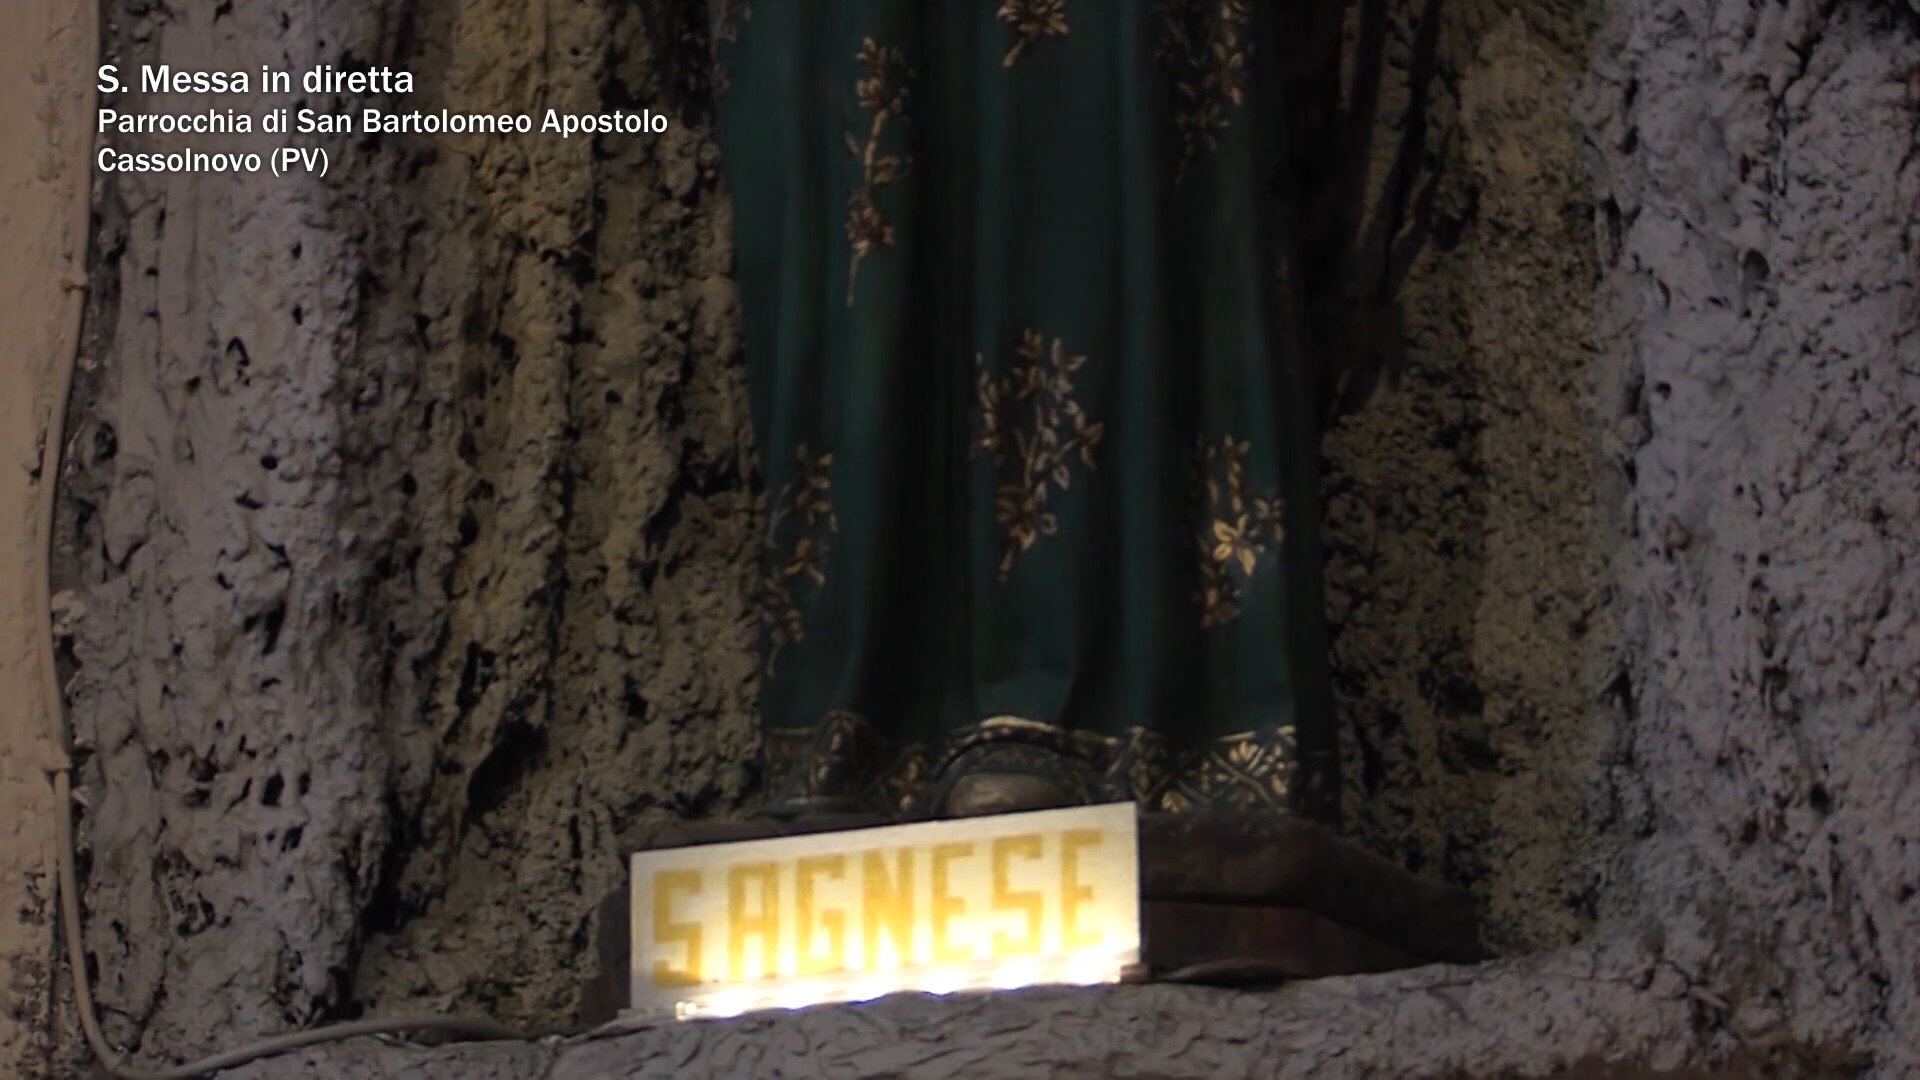 S. Messa in diretta
Parrocchia di San Bartolomeo Apostolo
Cassolnovo (PV)
S AGNESE